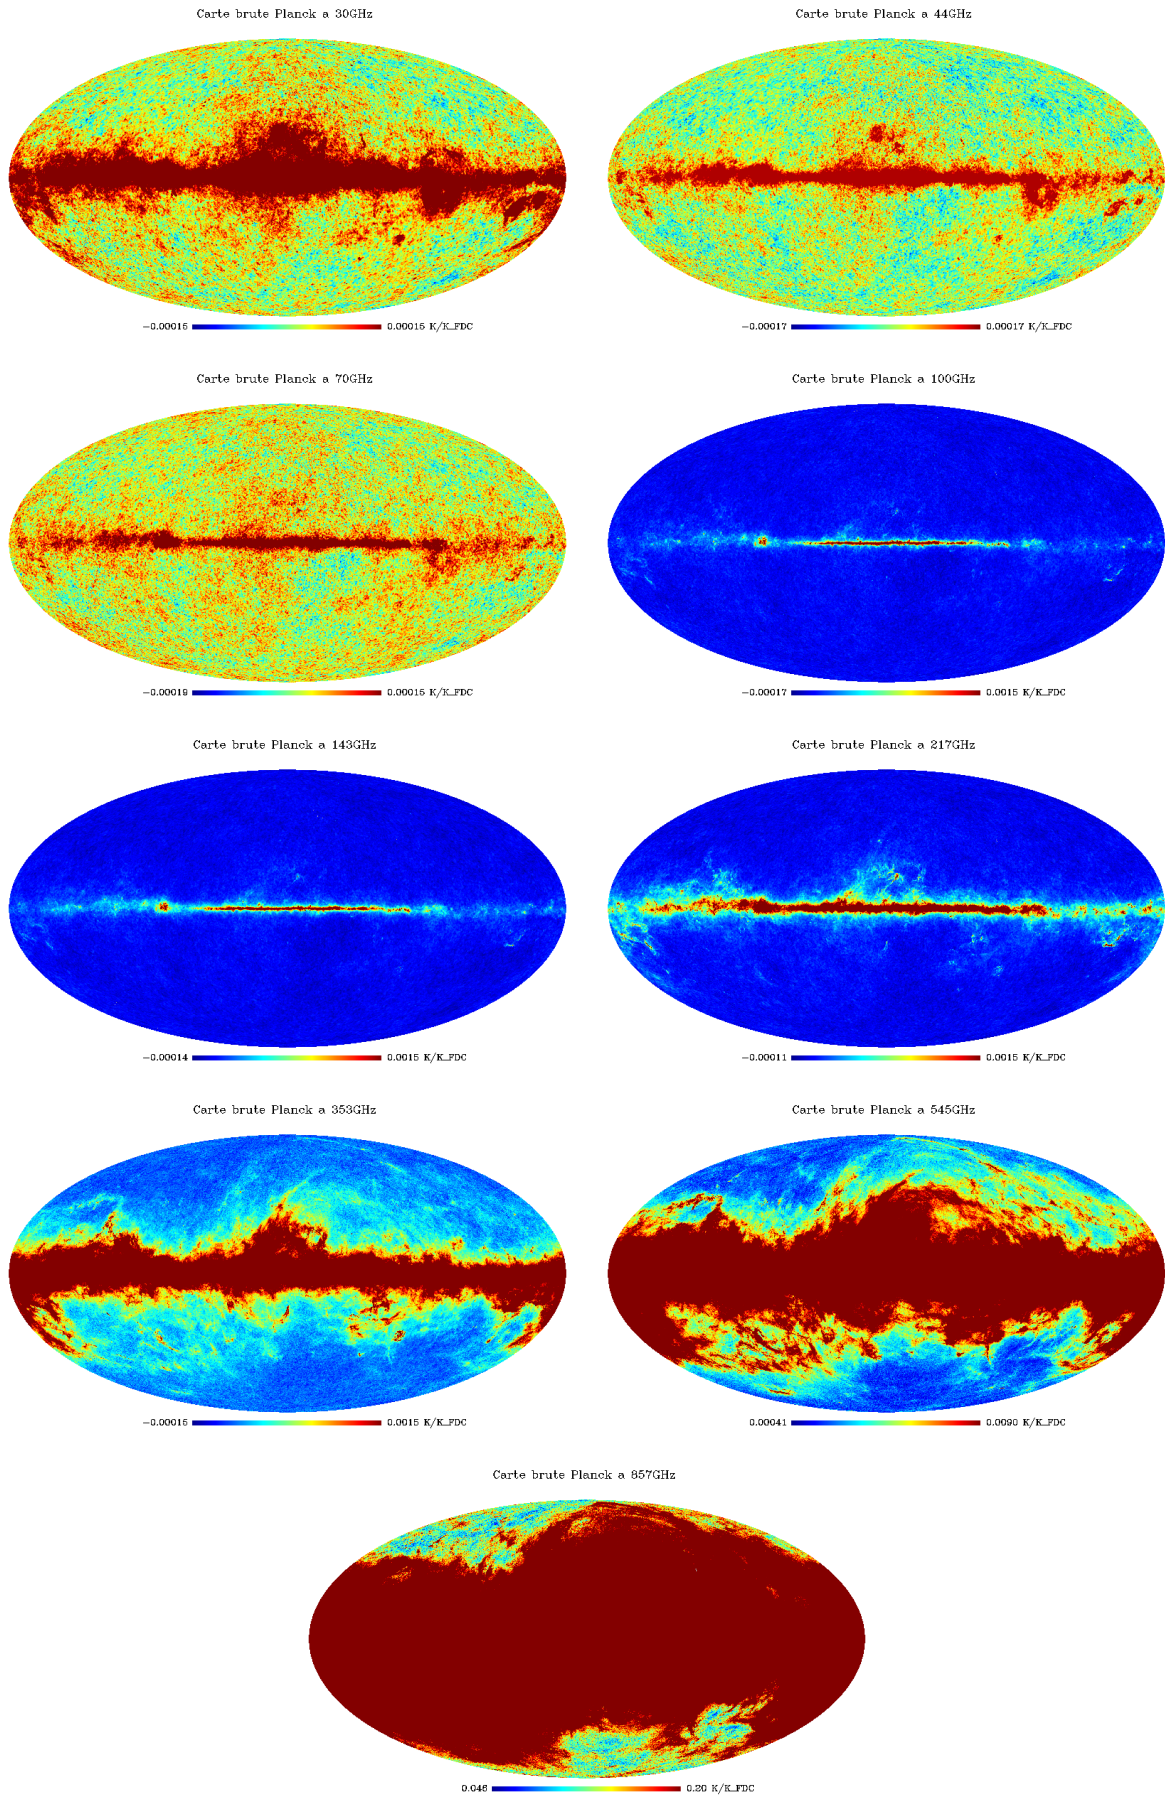 Carte brute Planck a 30GHz
Carte brute Planck a 44GHz
−0.00015 0.00015 K/K_FDC
−0.00017 0.00017 K/K_FDC
Carte brute Planck a 70GHz
Carte brute Planck a 100GHz
−0.00019 0.00015 K/K_FDC
−0.00017 0.0015 K/K_FDC
Carte brute Planck a 143GHz
Carte brute Planck a 217GHz
−0.00014 0.0015 K/K_FDC
−0.00011 0.0015 K/K_FDC
Carte brute Planck a 353GHz
Carte brute Planck a 545GHz
−0.00015 0.0015 K/K_FDC
0.00041 0.0090 K/K_FDC
Carte brute Planck a 857GHz
0.046 0.20 K/K_FDC